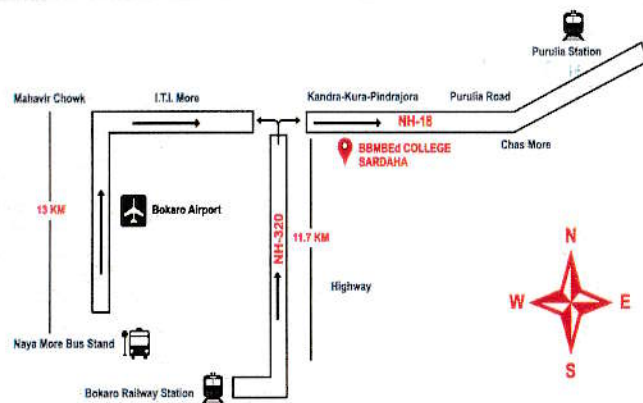 Purulia Station
Mahavir Chowk
I.T.I. More
Kandra-Kura-Pindrajora
Purulia Road
NH-18
BBMBEd COLLEGE
SARDAHA
Chas More
13 KM
Bokaro Airport
NH-320
11.7 KM
Highway
N
W
E
S
Naya More Bus Stand
Bokaro Railway Station